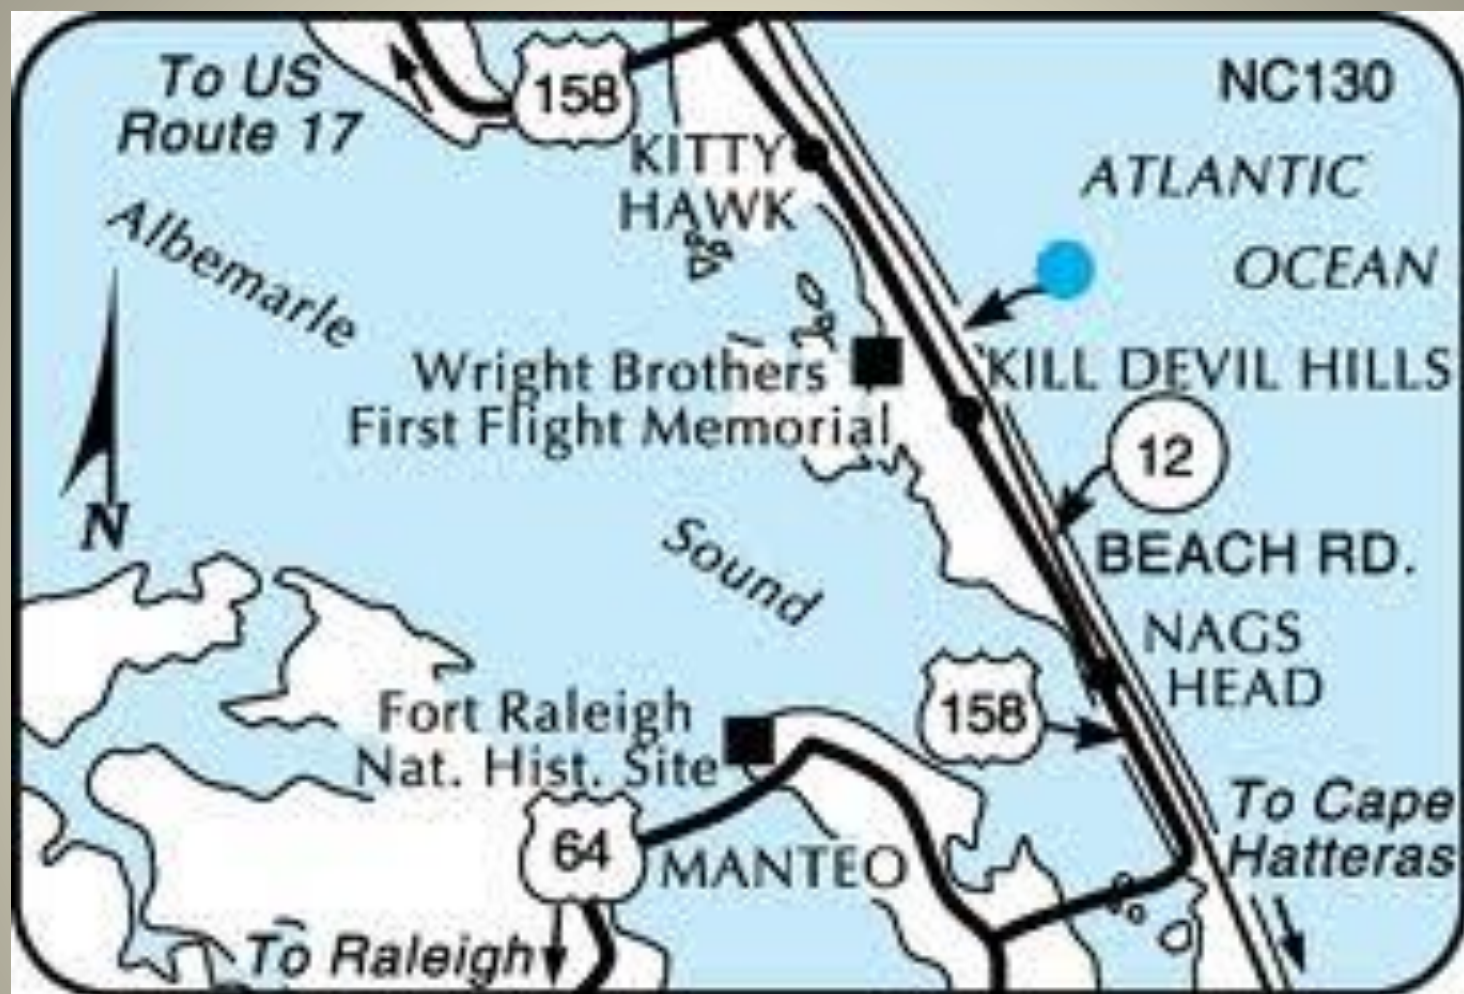 To US
Route 17
158
NC130
KITTY
HAWK
ATLANTIC
OCEAN
Albemarle
Wright Brothers
First Flight Memorial
KILL DEVIL HILLS
12
N
Sound
BEACH RD.
NAGS
HEAD
158
Fort Raleigh
Nat. Hist. Site
To Cape
Hatteras
64
MANTEO
To Raleigh